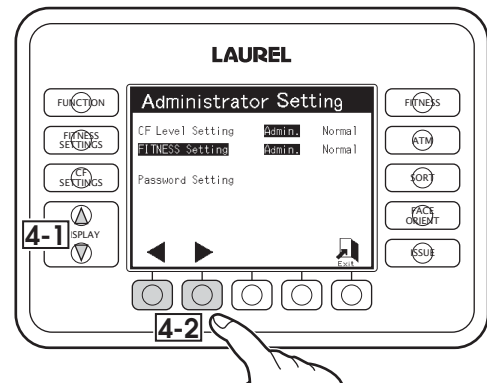 LAUREL
FUNCTION
FITNESS
SETTINGS
CF
SETTINGS
DISPLAY
4-1
Administrator Setting
CF Level Setting Admin. Normal
FITNESS Setting Admin. Normal
Password Setting
Exit
4-2
FITNESS
ATM
SORT
FACE
ORIENT
ISSUE